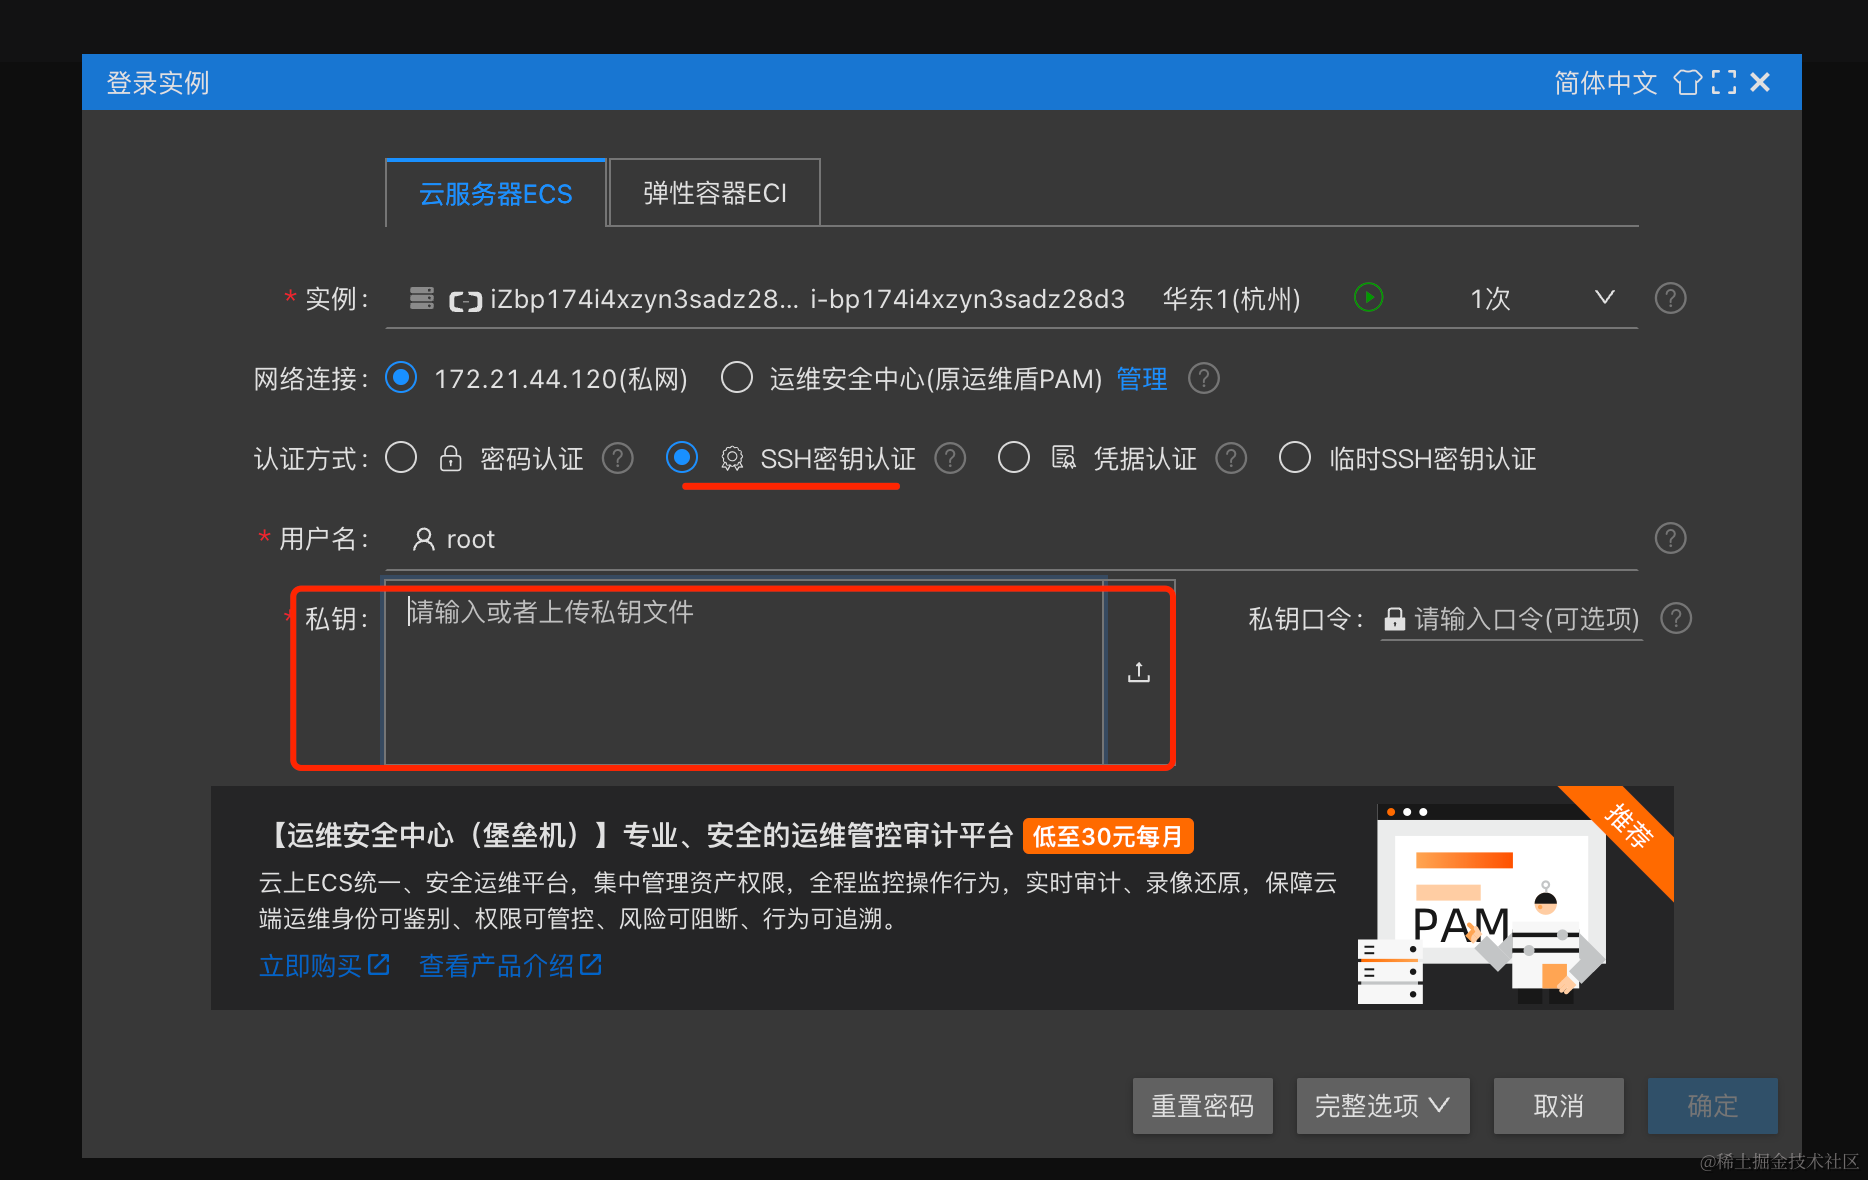 登录实例
简体中文
云服务器ECS 弹性容器ECI
* 实例: iZbp174i4xzyn3sadz28... i-bp174i4xzyn3sadz28d3 华东1(杭州) 1次
网络连接: 172.21.44.120(私网) 运维安全中心(原运维盾PAM) 管理
认证方式: 密码认证 SSH密钥认证 凭据认证 临时SSH密钥认证
* 用户名: root
* 私钥: 请输入或者上传私钥文件
私钥口令: 请输入口令(可选项)
【运维安全中心（堡垒机）】专业、安全的运维管控审计平台 低至30元每月
云上ECS统一、安全运维平台，集中管理资产权限，全程监控操作行为，实时审计、录像还原，保障云
端运维身份可鉴别、权限可管控、风险可阻断、行为可追溯。
立即购买 查看产品介绍
推荐
PAM
重置密码 完整选项 取消 确定
@稀土掘金技术社区